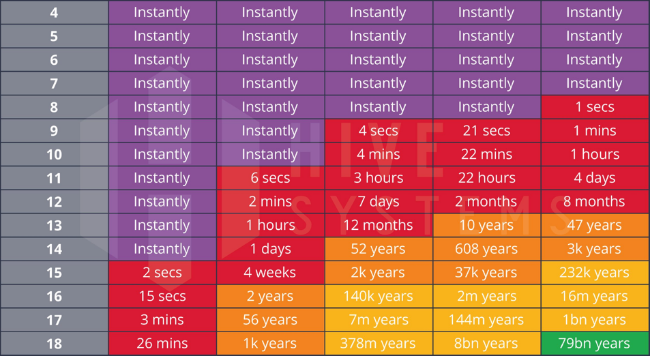 4 Instantly Instantly Instantly Instantly Instantly
5 Instantly Instantly Instantly Instantly Instantly
6 Instantly Instantly Instantly Instantly Instantly
7 Instantly Instantly Instantly Instantly Instantly
8 Instantly Instantly Instantly Instantly 1 secs
9 Instantly Instantly 4 secs 21 secs 1 mins
10 Instantly Instantly 4 mins 22 mins 1 hours
11 Instantly 6 secs 3 hours 22 hours 4 days
12 Instantly 2 mins 7 days 2 months 8 months
13 Instantly 1 hours 12 months 10 years 47 years
14 Instantly 1 days 52 years 608 years 3k years
15 2 secs 4 weeks 2k years 37k years 232k years
16 15 secs 2 years 140k years 2m years 16m years
17 3 mins 56 years 7m years 144m years 1bn years
18 26 mins 1k years 378m years 8bn years 79bn years
HIVE
SYSTEMS